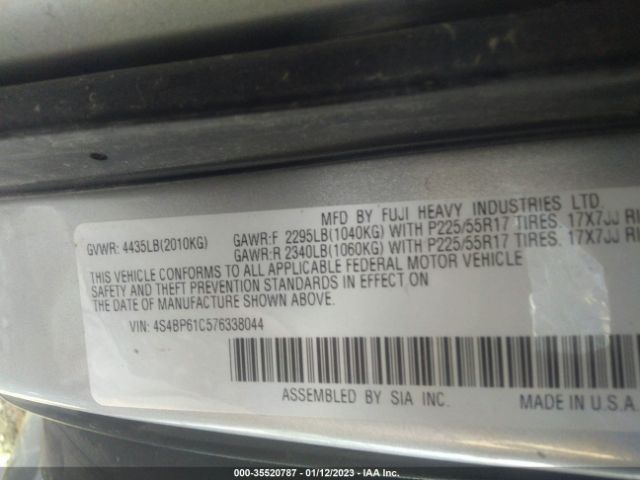 MFD BY FUJI HEAVY INDUSTRIES LTD.
GVWR: 4435LB(2010KG) GAWR:F 2295LB(1040KG) WITH P225/55R17 TIRES, 17X7JJ
GAWR:R 2340LB(1060KG) WITH P225/55R17 TIRES, 17X7JJ
THIS VEHICLE CONFORMS TO ALL APPLICABLE FEDERAL MOTOR VEHICLE
SAFETY AND THEFT PREVENTION STANDARDS IN EFFECT ON
THE DATE OF MANUFACTURE SHOWN ABOVE.
VIN: 4S4BP61C576338044
ASSEMBLED BY SIA INC. MADE IN U.S.A
000-35520787 - 01/12/2023 - IAA Inc.